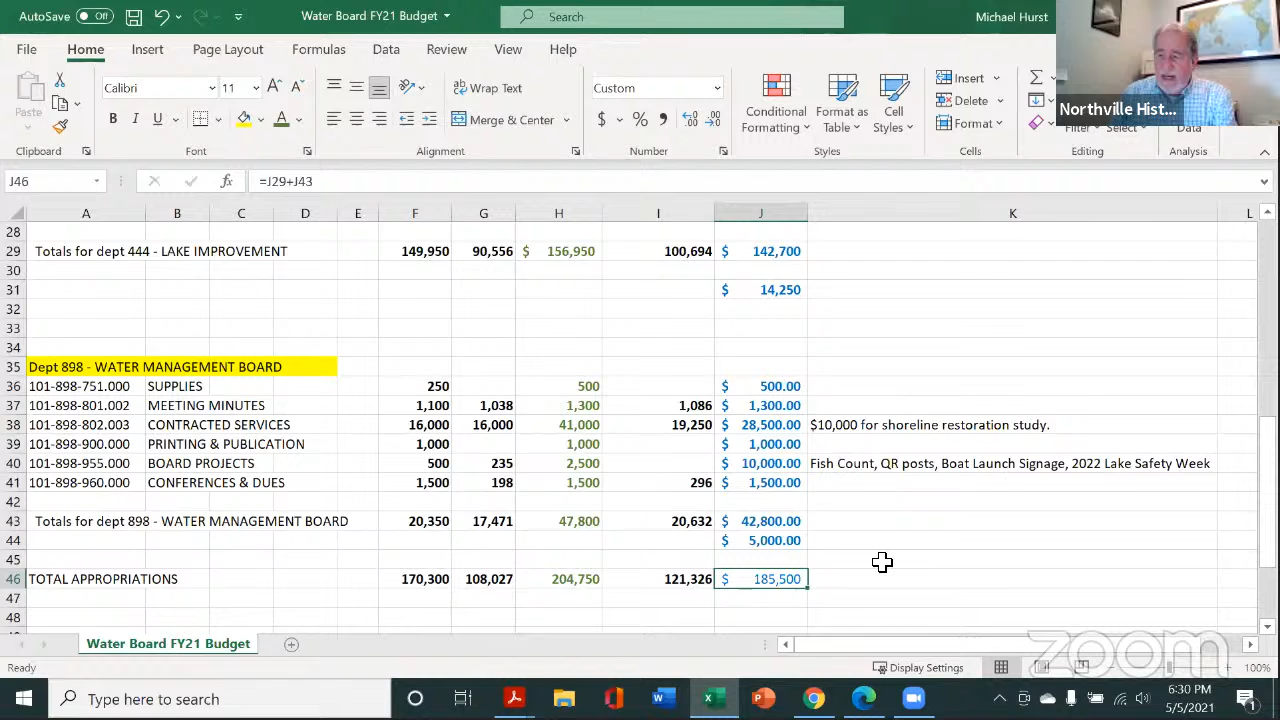 AutoSave Off Water Board FY21 Budget Search Michael Hurst
File Home Insert Page Layout Formulas Data Review View Help
Paste Calibri 11 Wrap Text Custom Conditional Formatting Format as Table Cell Styles Insert
B I U Merge & Center $ % Delete
Format
Northville Hist...
Data
Clipboard Font Alignment Number Styles Cells Editing Analysis
J46 fx =J29+J43
A B C D E F G H I J K L
28
29 Totals for dept 444 - LAKE IMPROVEMENT 149,950 90,556 $ 156,950 100,694 $ 142,700
30
31 $ 14,250
32
33
34
35 Dept 898 - WATER MANAGEMENT BOARD
36 101-898-751.000 SUPPLIES 250 500 $ 500.00
37 101-898-801.002 MEETING MINUTES 1,100 1,038 1,300 1,086 $ 1,300.00
38 101-898-802.003 CONTRACTED SERVICES 16,000 16,000 41,000 19,250 $ 28,500.00 $10,000 for shoreline restoration study.
39 101-898-900.000 PRINTING & PUBLICATION 1,000 1,000 $ 1,000.00
40 101-898-955.000 BOARD PROJECTS 500 235 2,500 $ 10,000.00 Fish Count, QR posts, Boat Launch Signage, 2022 Lake Safety Week
41 101-898-960.000 CONFERENCES & DUES 1,500 198 1,500 296 $ 1,500.00
42
43 Totals for dept 898 - WATER MANAGEMENT BOARD 20,350 17,471 47,800 20,632 $ 42,800.00
44 $ 5,000.00
45
46 TOTAL APPROPRIATIONS 170,300 108,027 204,750 121,326 $ 185,500
47
48
Water Board FY21 Budget
zoom
Ready Display Settings 100%
Type here to search 6:30 PM
5/5/2021 1